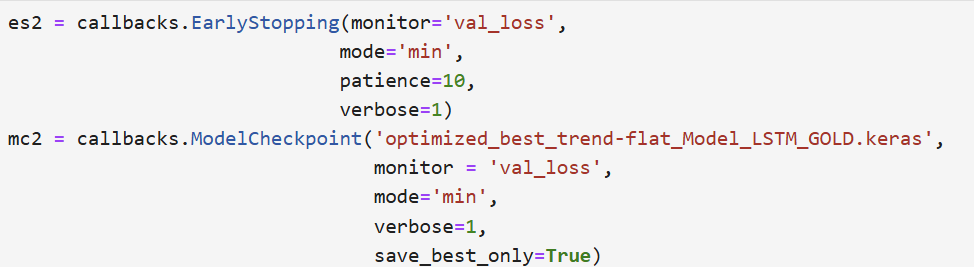 es2 = callbacks.EarlyStopping(monitor='val_loss',
mode='min',
patience=10,
verbose=1)
mc2 = callbacks.ModelCheckpoint('optimized_best_trend-flat_Model_LSTM_GOLD.keras',
monitor = 'val_loss',
mode='min',
verbose=1,
save_best_only=True)